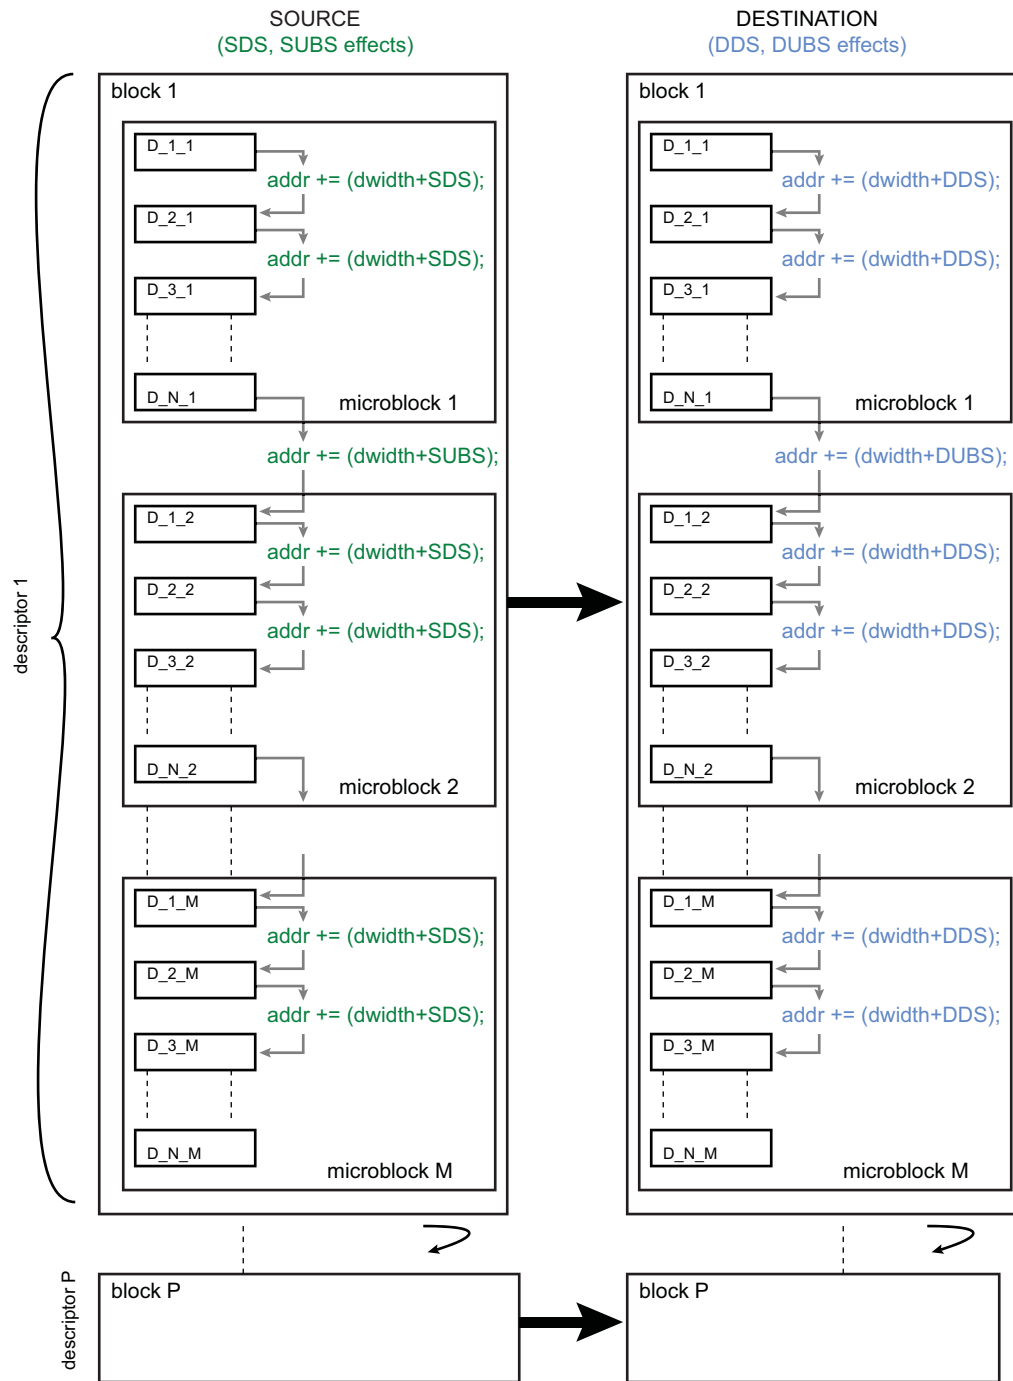 SOURCE
(SDS, SUBS effects)
block 1
D_1_1
addr += (dwidth+SDS);
D_2_1
addr += (dwidth+SDS);
D_3_1
D_N_1
microblock 1
addr += (dwidth+SUBS);
D_1_2
addr += (dwidth+SDS);
D_2_2
addr += (dwidth+SDS);
D_3_2
D_N_2
microblock 2
D_1_M
addr += (dwidth+SDS);
D_2_M
addr += (dwidth+SDS);
D_3_M
D_N_M
microblock M
descriptor 1
DESTINATION
(DDS, DUBS effects)
block 1
D_1_1
addr += (dwidth+DDS);
D_2_1
addr += (dwidth+DDS);
D_3_1
D_N_1
microblock 1
addr += (dwidth+DUBS);
D_1_2
addr += (dwidth+DDS);
D_2_2
addr += (dwidth+DDS);
D_3_2
D_N_2
microblock 2
D_1_M
addr += (dwidth+DDS);
D_2_M
addr += (dwidth+DDS);
D_3_M
D_N_M
microblock M
descriptor P
block P
block P